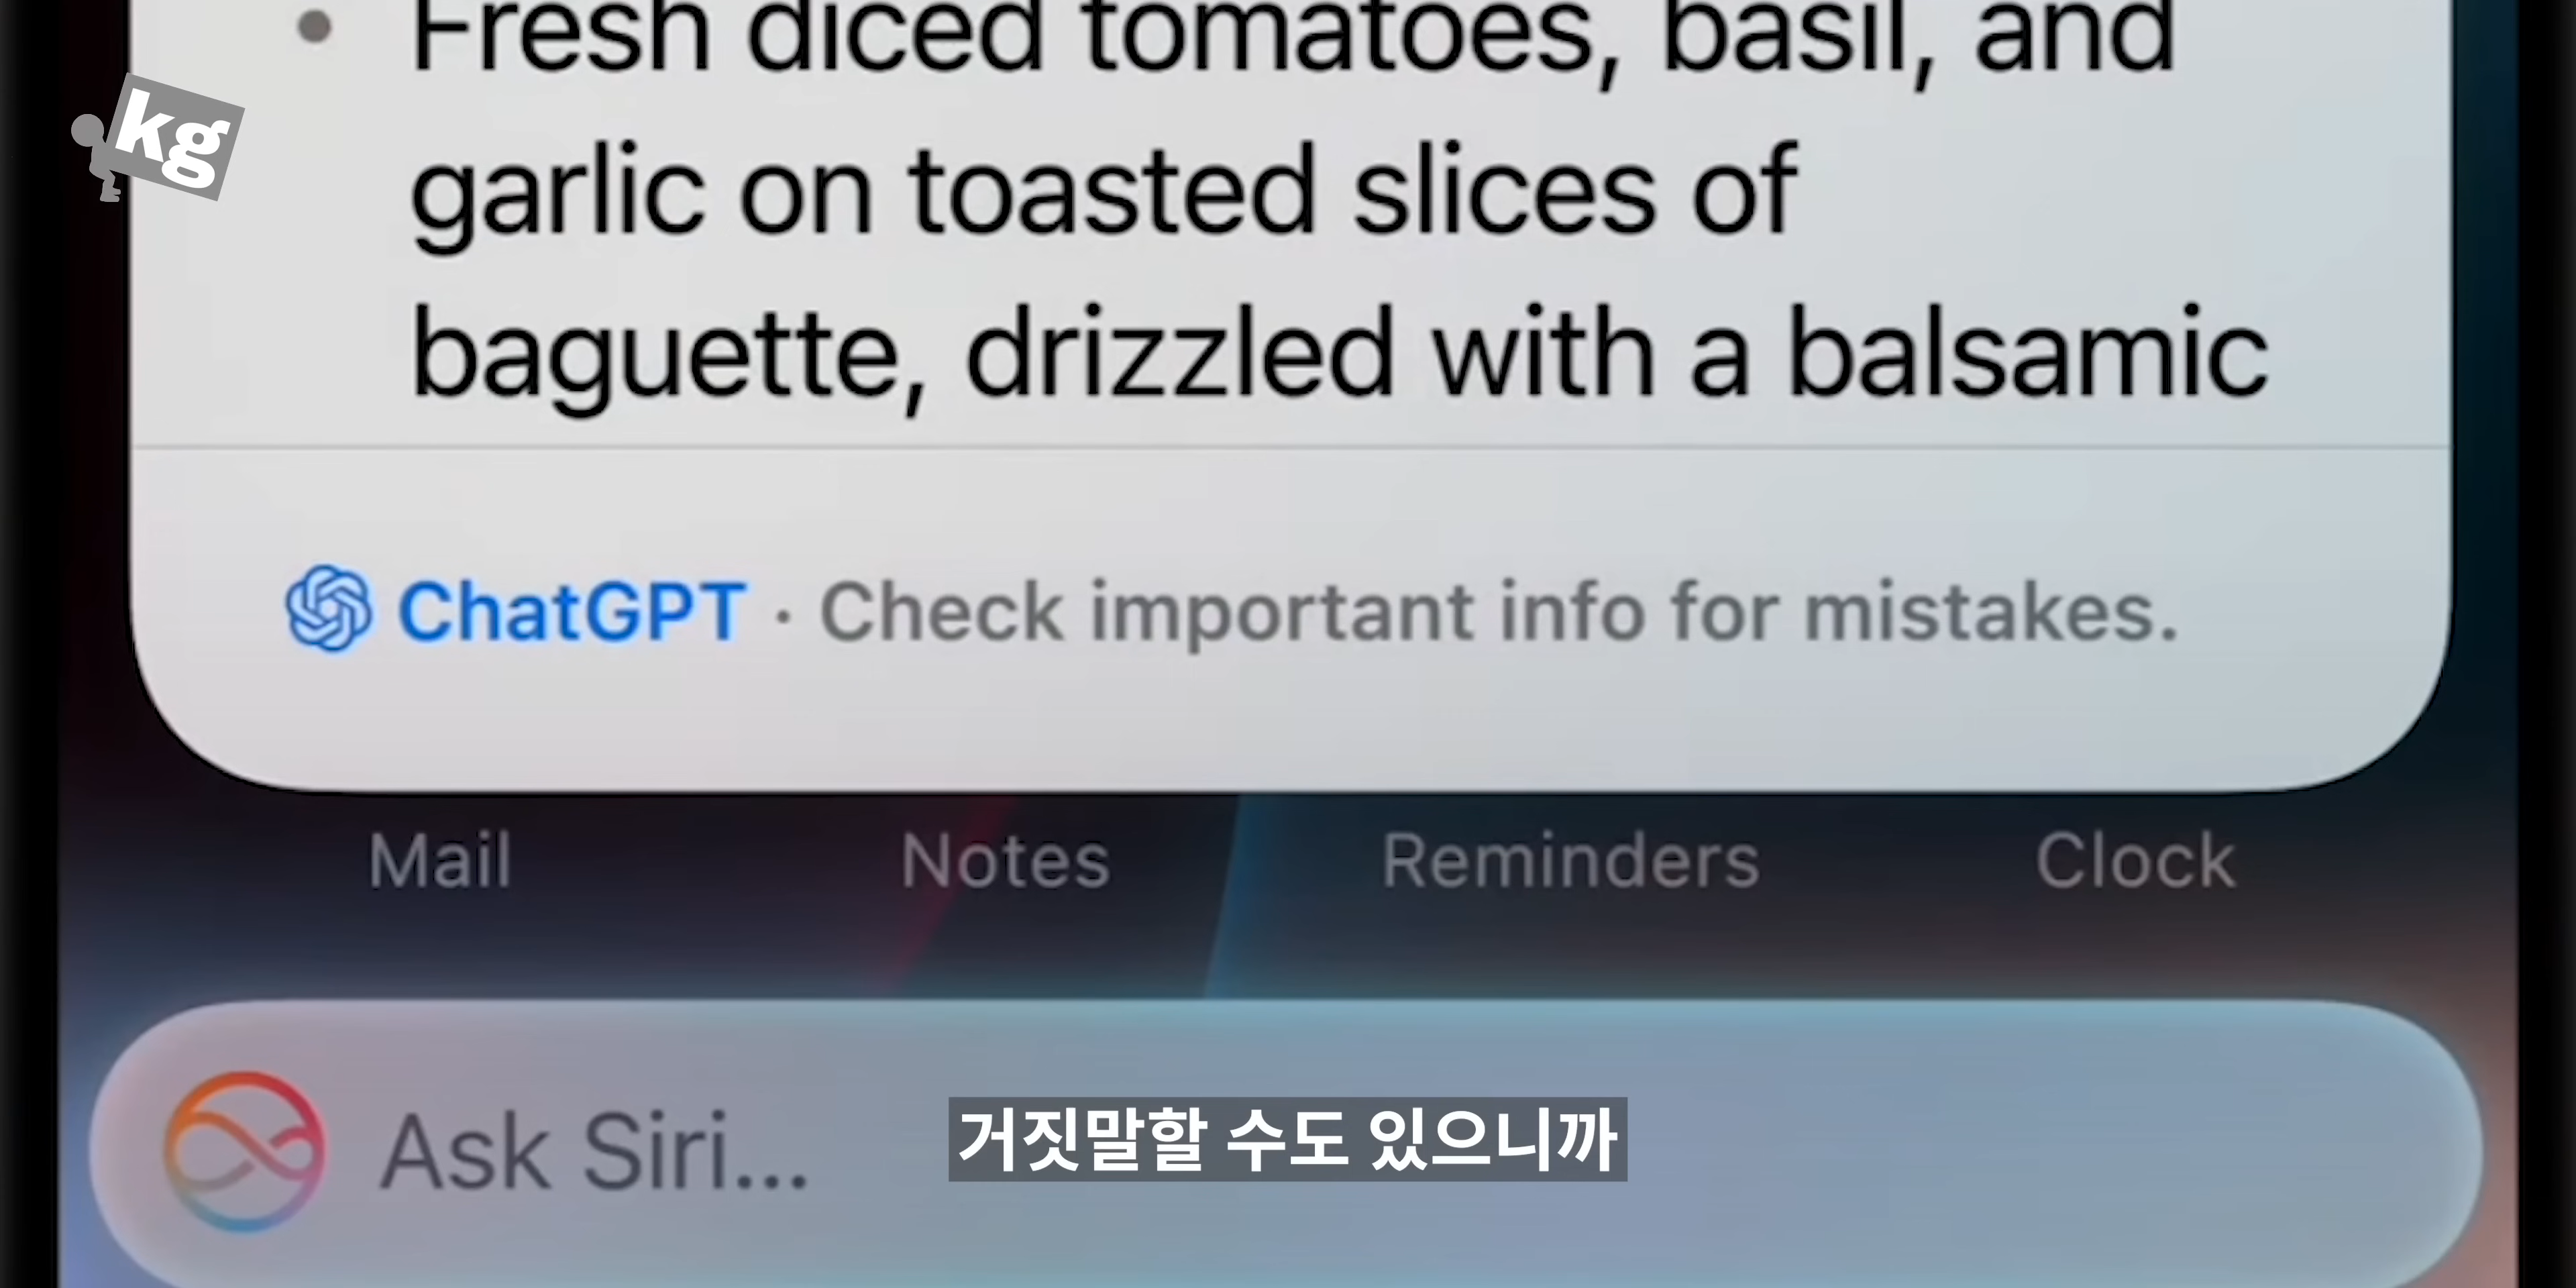 Fresh diced tomatoes, basil, and
kg
garlic on toasted slices of
baguette, drizzled with a balsamic
ChatGPT · Check important info for mistakes.
Mail Notes Reminders Clock
Ask Siri...
거짓말할 수도 있으니까